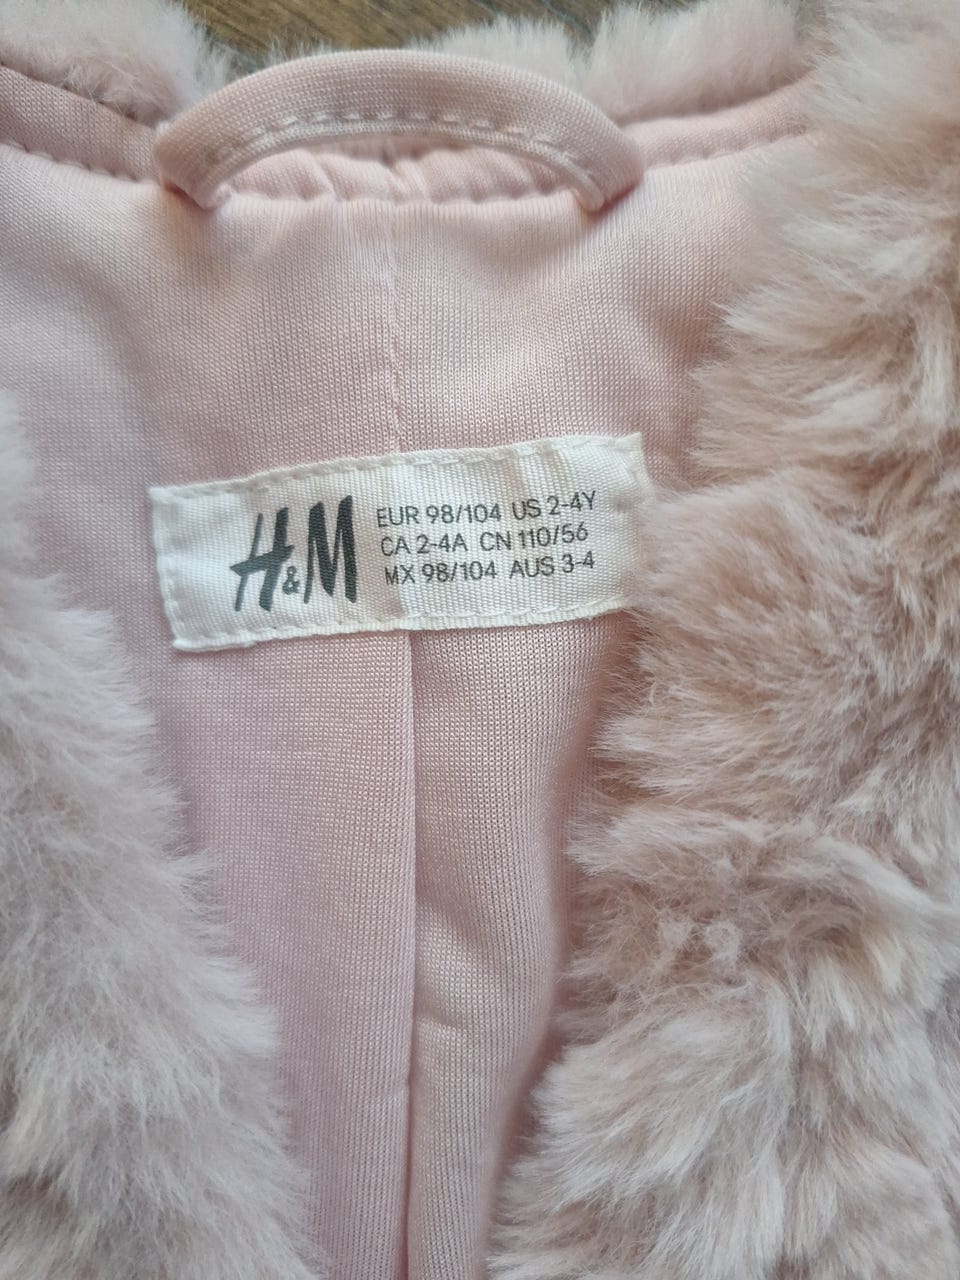 H&M
EUR 98/104 US 2-4Y
CA 2-4A CN 110/56
MX 98/104 AUS 3-4